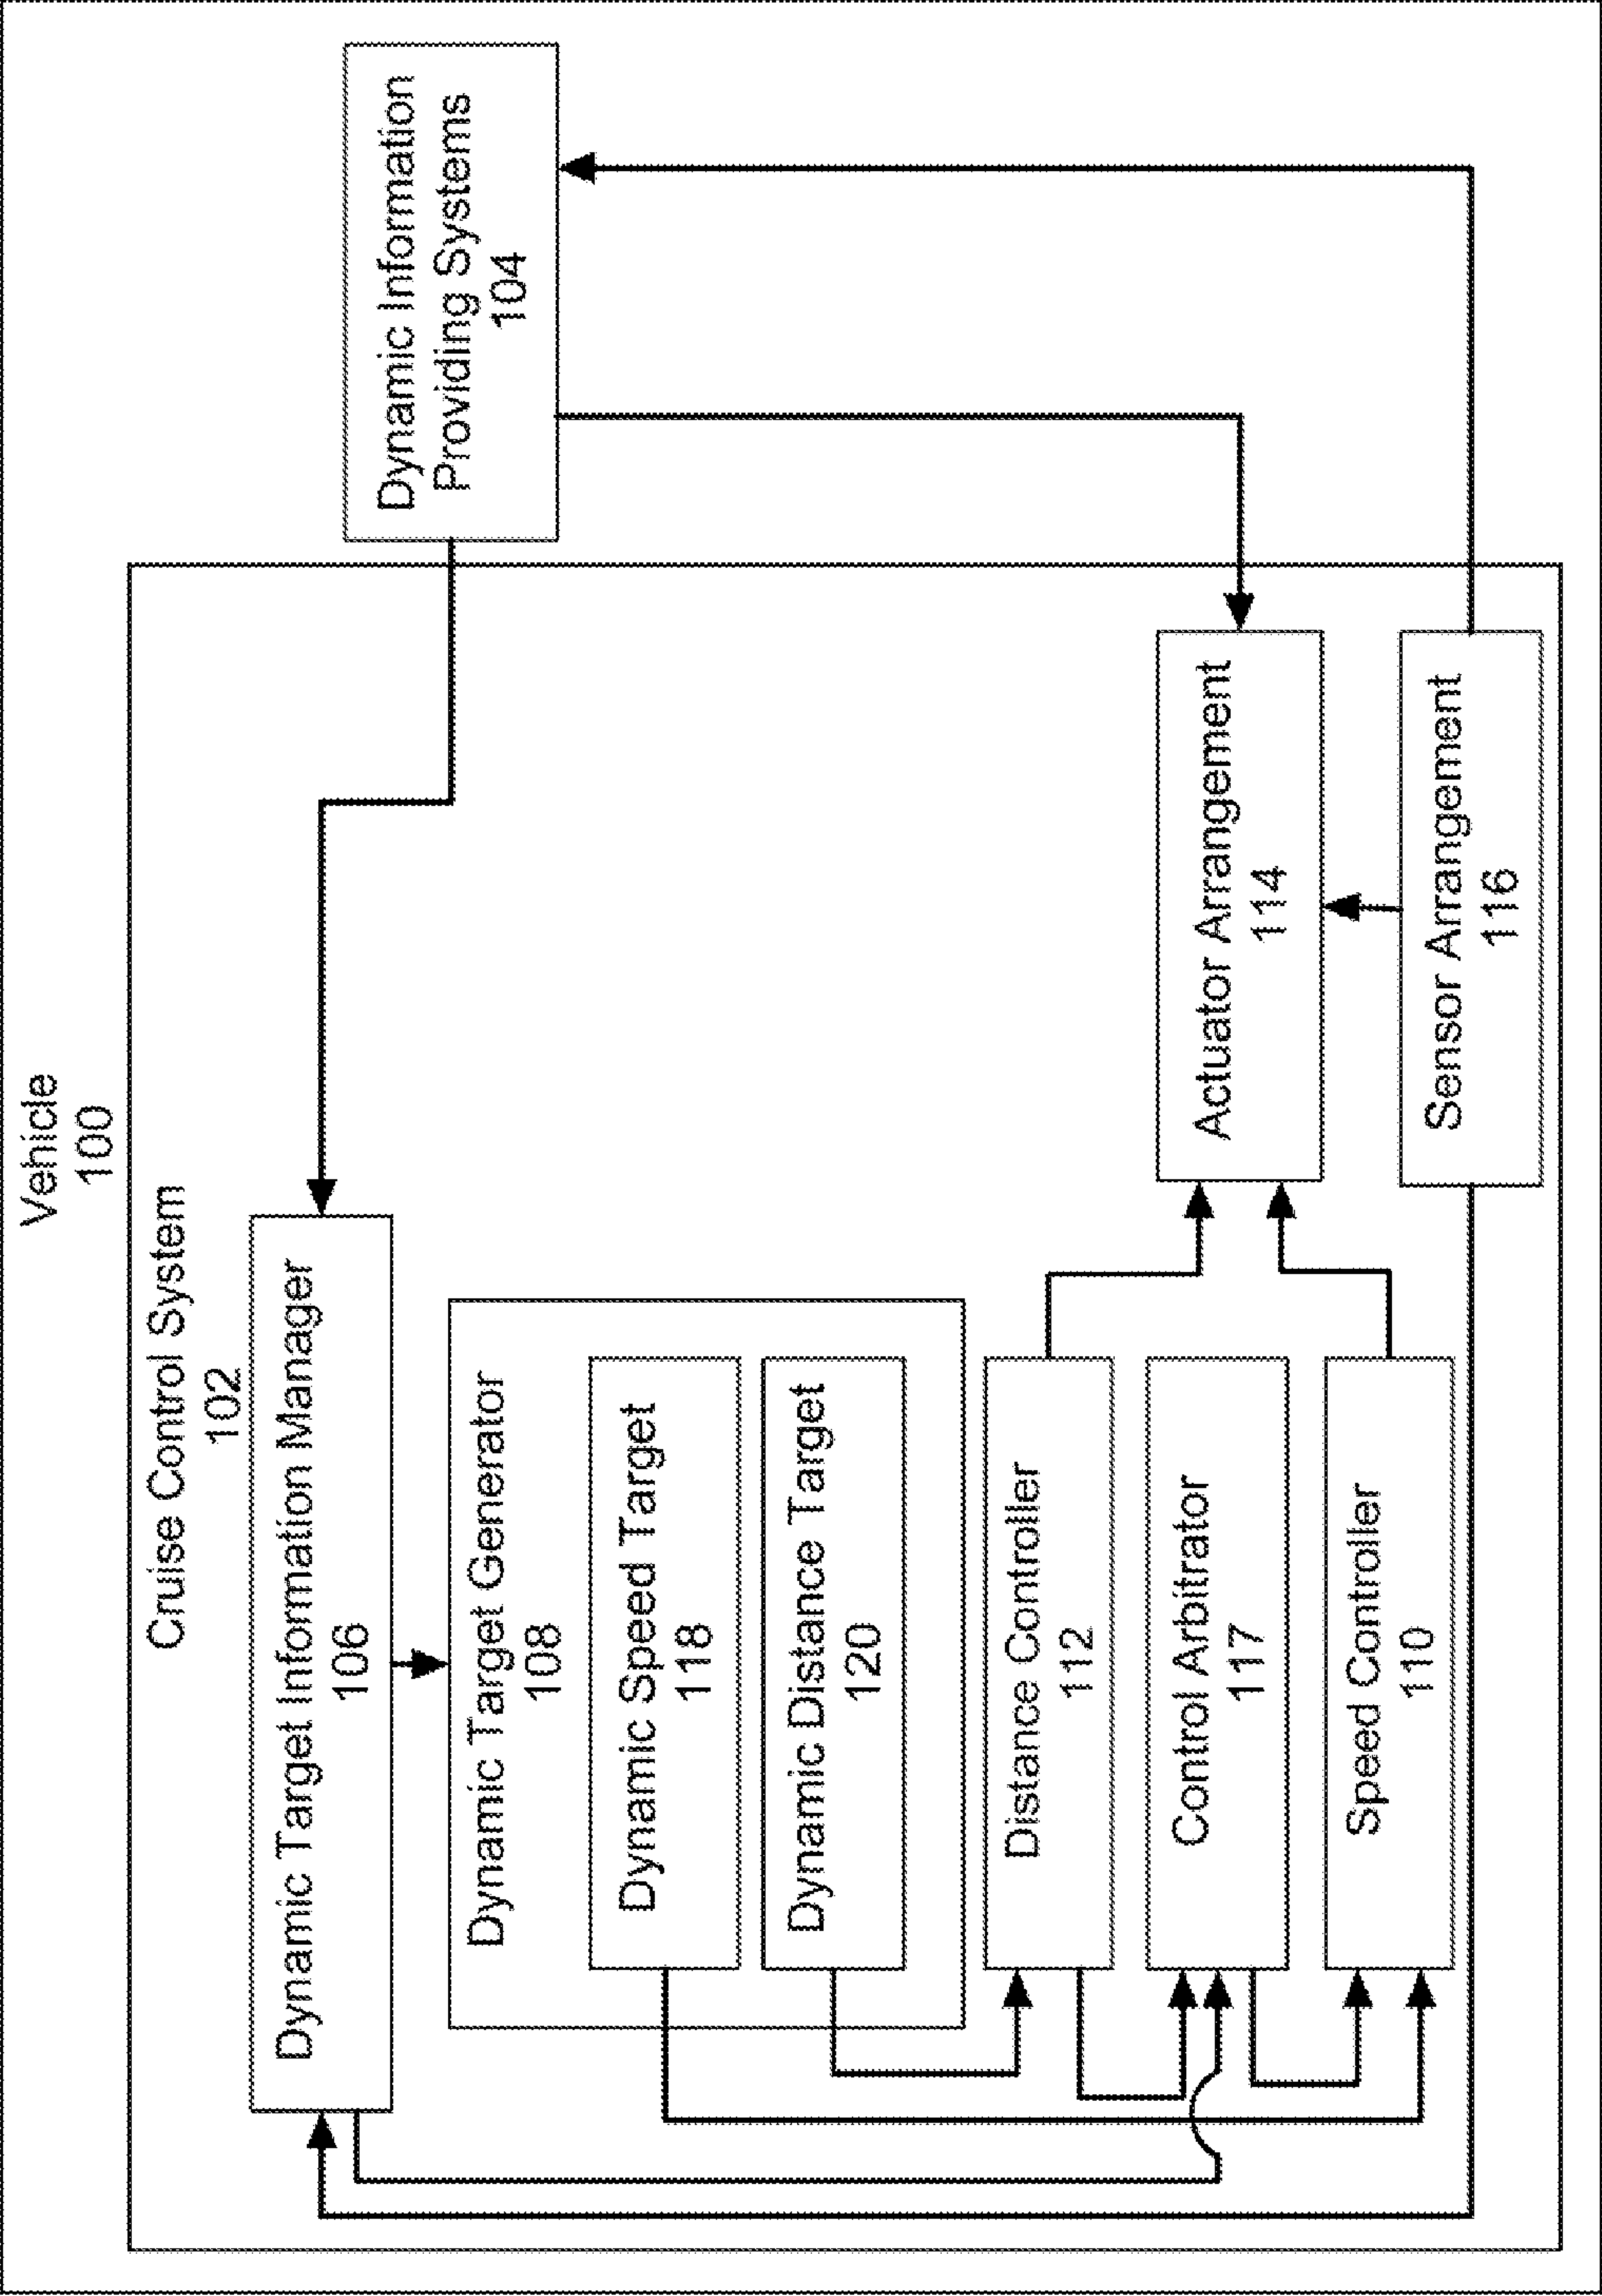 Vehicle
100
Cruise Control System
102
Dynamic Target Information Manager
106
Dynamic Information
Providing Systems
104
Dynamic Target Generator
108
Dynamic Speed Target
118
Dynamic Distance Target
120
Distance Controller
112
Control Arbitrator
117
Speed Controller
110
Actuator Arrangement
114
Sensor Arrangement
116